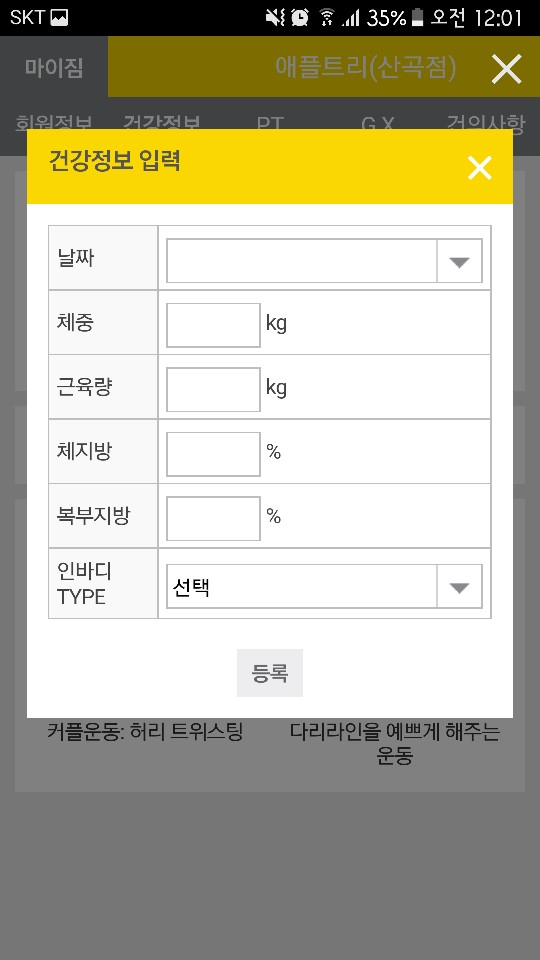 SKT 35% 오전 12:01
마이짐 애플트리(산곡점)
회원정보 건강정보 PT G.X 건의사항
건강정보 입력
날짜
체중 kg
근육량 kg
체지방 %
복부지방 %
인바디
TYPE 선택
등록
커플운동: 허리 트위스팅 다리라인을 예쁘게 해주는
운동